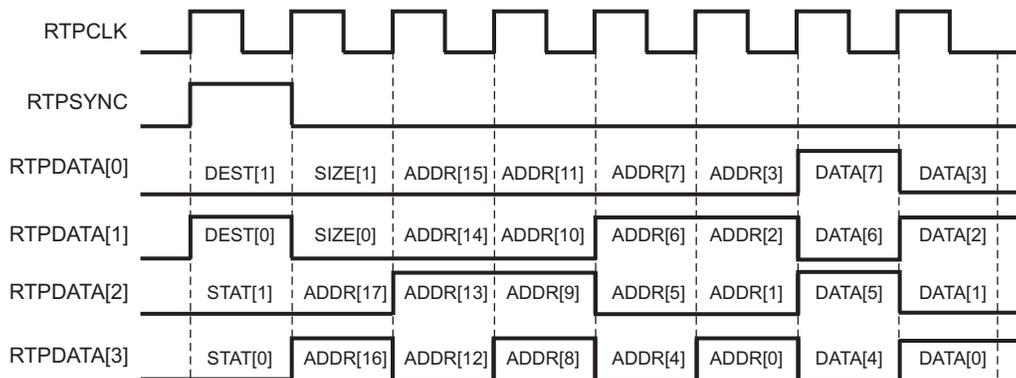 RTPCLK
RTPSYNC
RTPDATA[0] DEST[1] SIZE[1] ADDR[15] ADDR[11] ADDR[7] ADDR[3] DATA[7] DATA[3]
RTPDATA[1] DEST[0] SIZE[0] ADDR[14] ADDR[10] ADDR[6] ADDR[2] DATA[6] DATA[2]
RTPDATA[2] STAT[1] ADDR[17] ADDR[13] ADDR[9] ADDR[5] ADDR[1] DATA[5] DATA[1]
RTPDATA[3] STAT[0] ADDR[16] ADDR[12] ADDR[8] ADDR[4] ADDR[0] DATA[4] DATA[0]